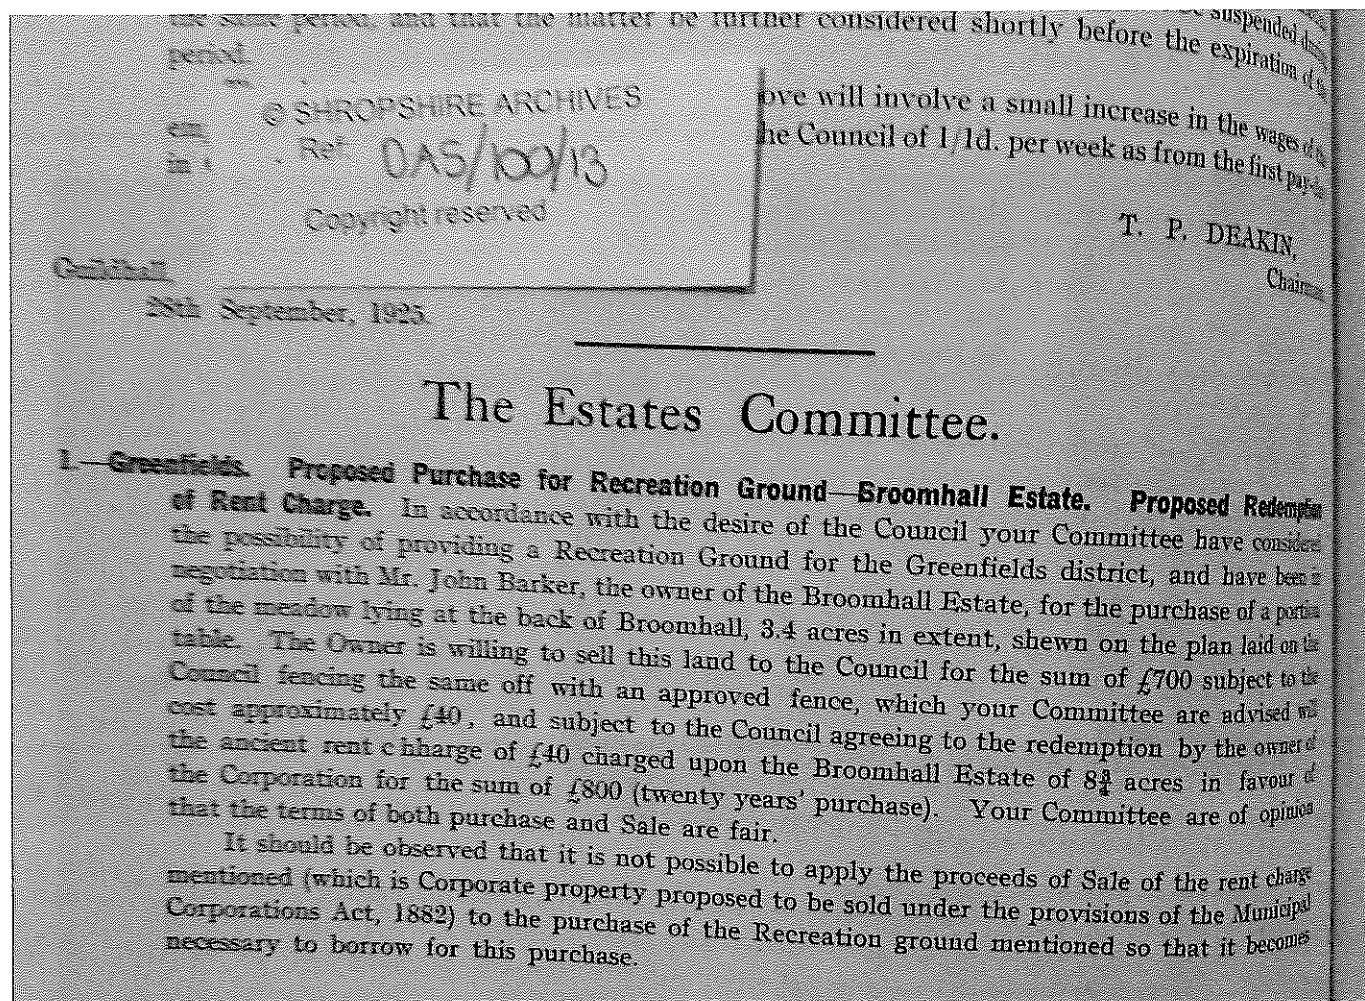 the same period, and that the matter be further considered shortly before the expiration of the
suspended
period.
ove will involve a small increase in the wages of the
em
he Council of 1/1d. per week as from the first pay
in
© SHROPSHIRE ARCHIVES
Ref: DA5/100/13
Copyright reserved
T. P. DEAKIN,
Chairman.
Guildhall,
28th September, 1925.
The Estates Committee.
1.—Greenfields. Proposed Purchase for Recreation Ground—Broomhall Estate. Proposed Redemption
of Rent Charge. In accordance with the desire of the Council your Committee have considered
the possibility of providing a Recreation Ground for the Greenfields district, and have been in
negotiation with Mr. John Barker, the owner of the Broomhall Estate, for the purchase of a portion
of the meadow lying at the back of Broomhall, 3.4 acres in extent, shewn on the plan laid on the
table. The Owner is willing to sell this land to the Council for the sum of £700 subject to the
Council fencing the same off with an approved fence, which your Committee are advised will
cost approximately £40, and subject to the Council agreeing to the redemption by the owner of
the ancient rent c hharge of £40 charged upon the Broomhall Estate of 8¾ acres in favour of
the Corporation for the sum of £800 (twenty years' purchase). Your Committee are of opinion
that the terms of both purchase and Sale are fair.
It should be observed that it is not possible to apply the proceeds of Sale of the rent charge
mentioned (which is Corporate property proposed to be sold under the provisions of the Municipal
Corporations Act, 1882) to the purchase of the Recreation ground mentioned so that it becomes
necessary to borrow for this purchase.